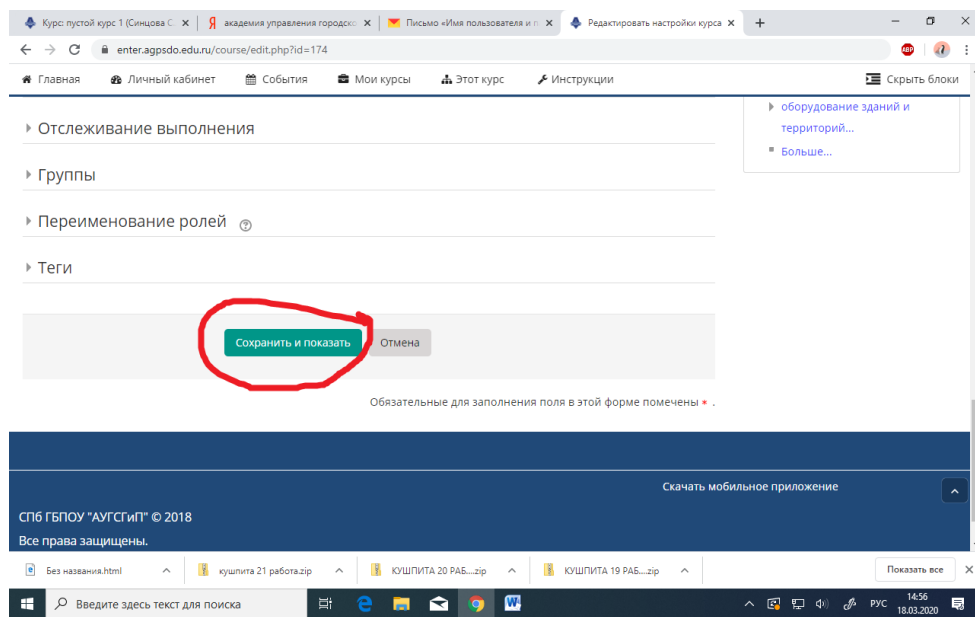 Курс: пустой курс 1 (Синцова С
академия управления городско
Письмо «Имя пользователя и п
Редактировать настройки курса
enter.agpsdo.edu.ru/course/edit.php?id=174
ABP
Главная Личный кабинет События Мои курсы Этот курс Инструкции Скрыть блоки
оборудование зданий и
территорий...
Больше...
Отслеживание выполнения
Группы
Переименование ролей
Теги
Сохранить и показать Отмена
Обязательные для заполнения поля в этой форме помечены * .
Скачать мобильное приложение
СПб ГБПОУ "АУГСГиП" © 2018
Все права защищены.
Без названия.html кушпита 21 работа.zip КУШПИТА 20 РАБ....zip КУШПИТА 19 РАБ....zip Показать все
Введите здесь текст для поиска
РУС
14:56
18.03.2020